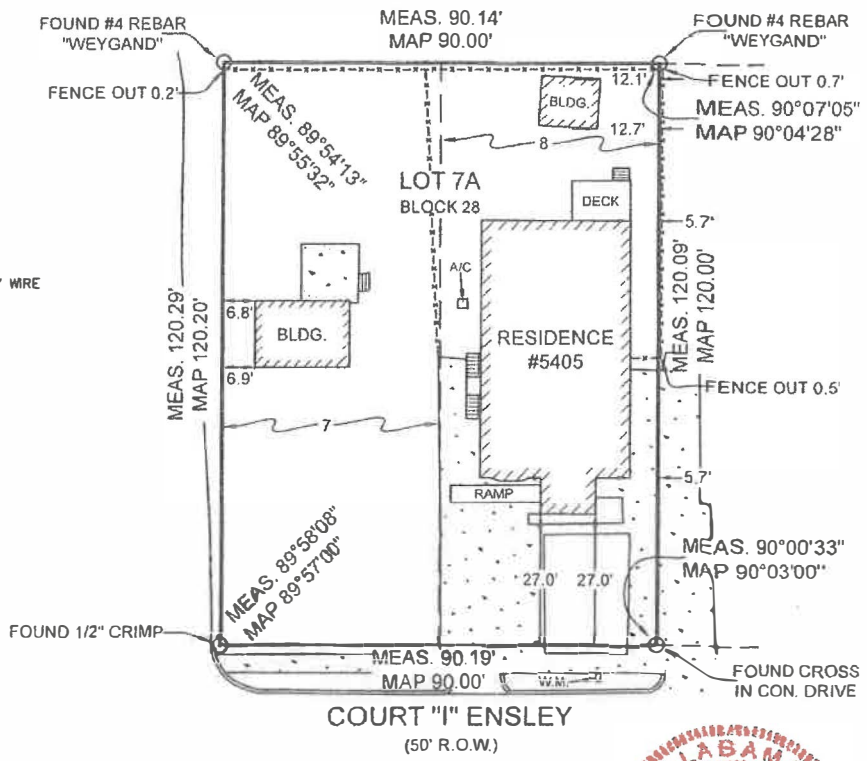 FOUND #4 REBAR
"WEYGAND"
MEAS. 90.14'
MAP 90.00'
FOUND #4 REBAR
"WEYGAND"
FENCE OUT 0.2'
MEAS. 89°54'13"
MAP 89°55'32"
BLDG.
12.1'
12.7'
FENCE OUT 0.7'
MEAS. 90°07'05"
MAP 90°04'28"
8
LOT 7A
BLOCK 28
DECK
5.7'
WIRE
A/C
MEAS. 120.29'
MAP 120.20'
6.8'
BLDG.
6.9'
RESIDENCE
#5405
MEAS. 120.09'
MAP 120.00'
FENCE OUT 0.5'
7
5.7'
RAMP
MEAS. 89°58'08"
MAP 89°57'00"
27.0'
27.0'
MEAS. 90°00'33"
MAP 90°03'00"
FOUND 1/2" CRIMP
MEAS. 90.19'
MAP 90.00'
W.M.
FOUND CROSS
IN CON. DRIVE
COURT "I" ENSLEY
(50' R.O.W.)
LABAM